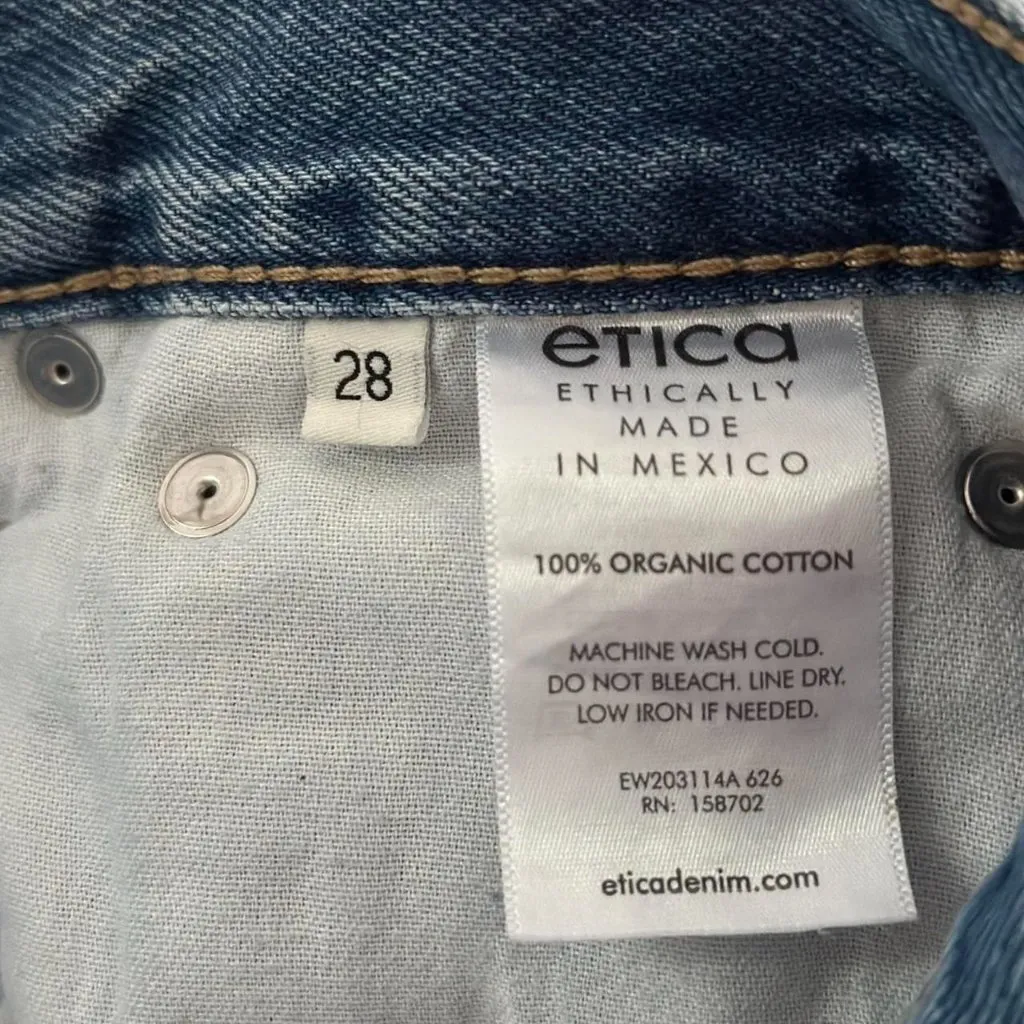 28
etica
ETHICALLY
MADE
IN MEXICO
100% ORGANIC COTTON
MACHINE WASH COLD.
DO NOT BLEACH. LINE DRY.
LOW IRON IF NEEDED.
EW203114A 626
RN: 158702
eticadenim.com